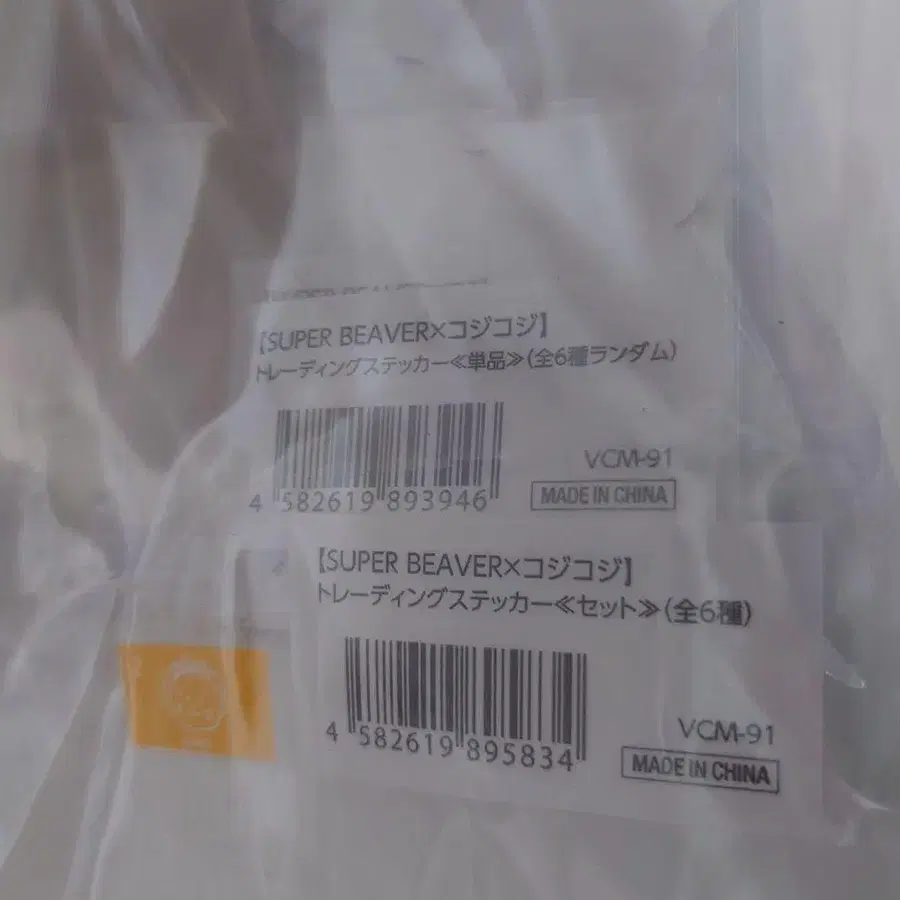 【SUPER BEAVER×コジコジ】
トレーディングステッカー≪単品≫(全6種ランダム)
4 582619 893946
VCM-91
MADE IN CHINA
【SUPER BEAVER×コジコジ】
トレーディングステッカー≪セット≫(全6種)
4 582619 895834
VCM-91
MADE IN CHINA